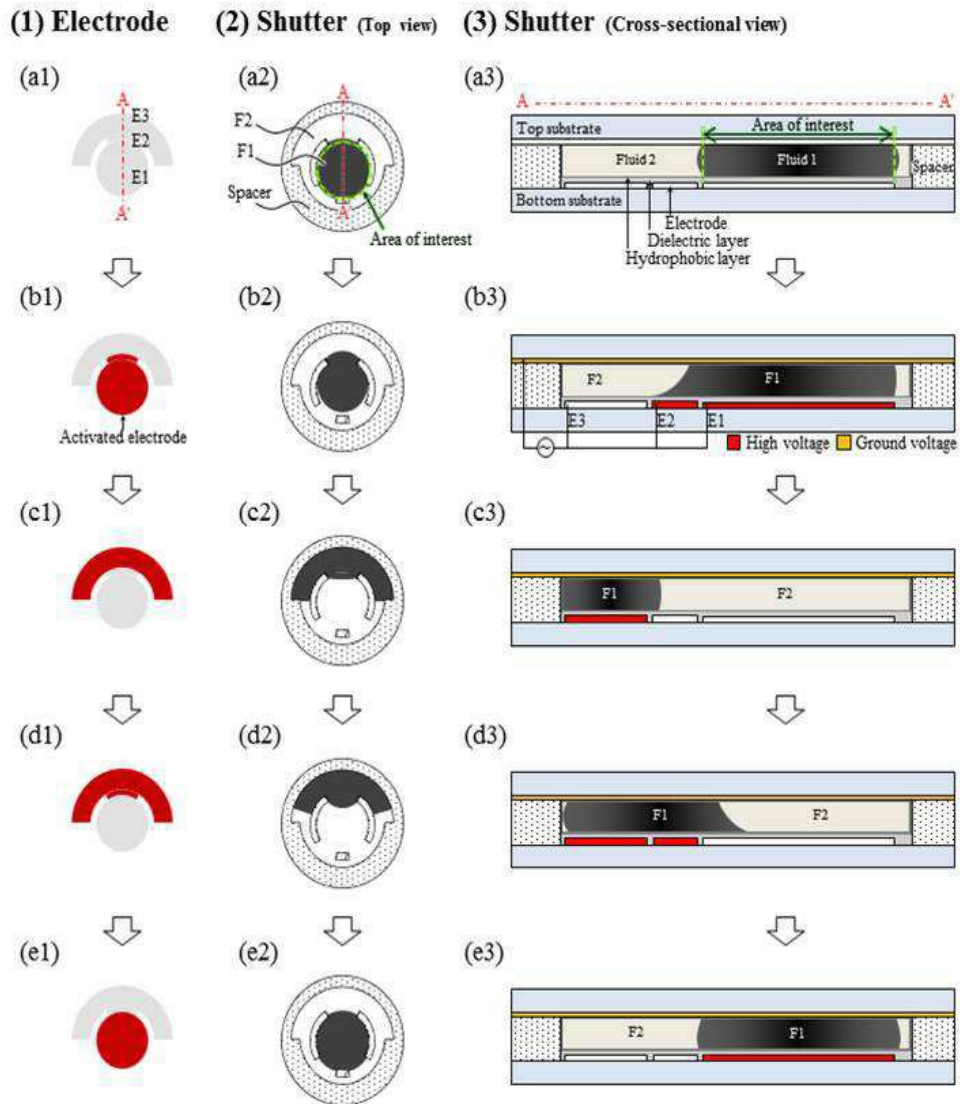 (1) Electrode
(2) Shutter (Top view)
(3) Shutter (Cross-sectional view)
(a1)
A
E3
E2
E1
A'
(a2)
A
F2
F1
Spacer
A'
Area of interest
(a3)
A
A'
Top substrate
Area of interest
Fluid 2
Fluid 1
Spacer
Bottom substrate
Electrode
Dielectric layer
Hydrophobic layer
(b1)
Activated electrode
(b2)
(b3)
F2
F1
E3
E2
E1
High voltage
Ground voltage
(c1)
(c2)
(c3)
F1
F2
(d1)
(d2)
(d3)
F1
F2
(e1)
(e2)
(e3)
F2
F1